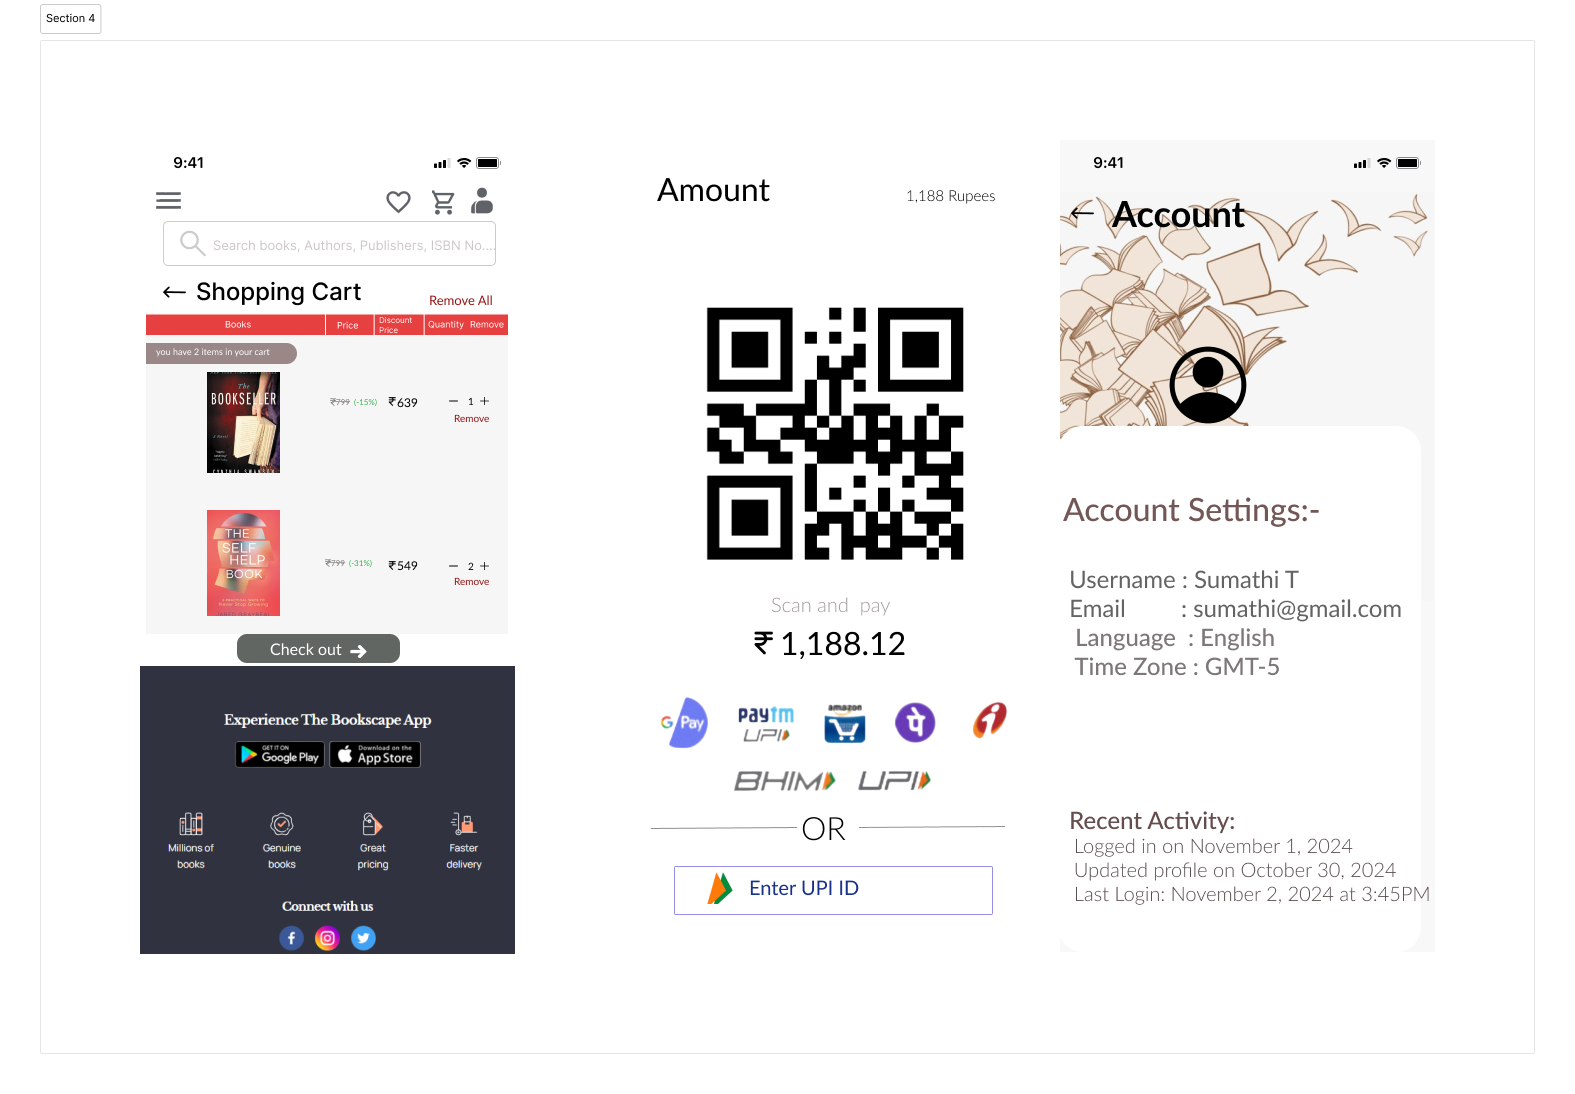 Section 4
9:41
Search books, Authors, Publishers, ISBN No....
← Shopping Cart
Remove All
Books Price Discount Price Quantity Remove
you have 2 items in your cart
The
BOOKSELLER
A Novel
CYNTHIA SWANSON
₹799 (-15%) ₹639 − 1 +
Remove
THE
SELF
HELP
BOOK
₹799 (-31%) ₹549 − 2 +
Remove
Check out →
Experience The Bookscape App
GET IT ON
Google Play
Download on the
App Store
Millions of
books
Genuine
books
Great
pricing
Faster
delivery
Connect with us
Amount
1,188 Rupees
Scan and pay
₹ 1,188.12
G Pay
paytm
UPI
amazon
पे
BHIM UPI
OR
Enter UPI ID
9:41
← Account
Account Settings:-
Username : Sumathi T
Email : sumathi@gmail.com
Language : English
Time Zone : GMT-5
Recent Activity:
Logged in on November 1, 2024
Updated profile on October 30, 2024
Last Login: November 2, 2024 at 3:45PM